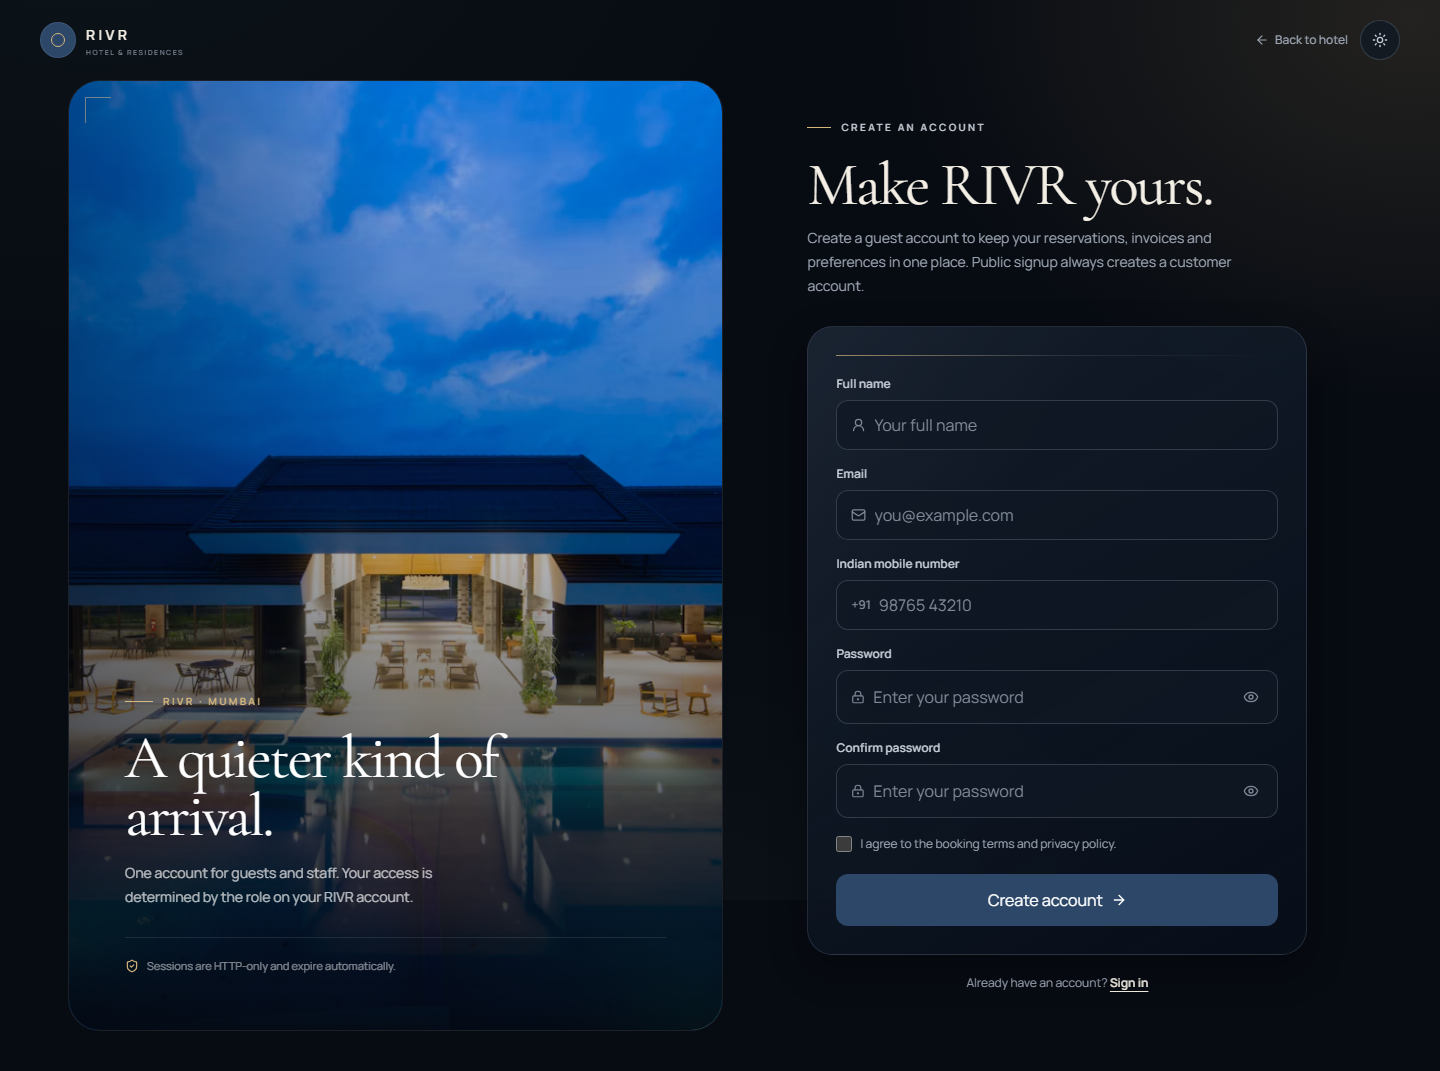 RIVR
HOTEL & RESIDENCES
Back to hotel
RIVR · MUMBAI
A quieter kind of
arrival.
One account for guests and staff. Your access is
determined by the role on your RIVR account.
Sessions are HTTP-only and expire automatically.
CREATE AN ACCOUNT
Make RIVR yours.
Create a guest account to keep your reservations, invoices and
preferences in one place. Public signup always creates a customer
account.
Full name
Your full name
Email
you@example.com
Indian mobile number
+91 98765 43210
Password
Enter your password
Confirm password
Enter your password
I agree to the booking terms and privacy policy.
Create account
Already have an account? Sign in